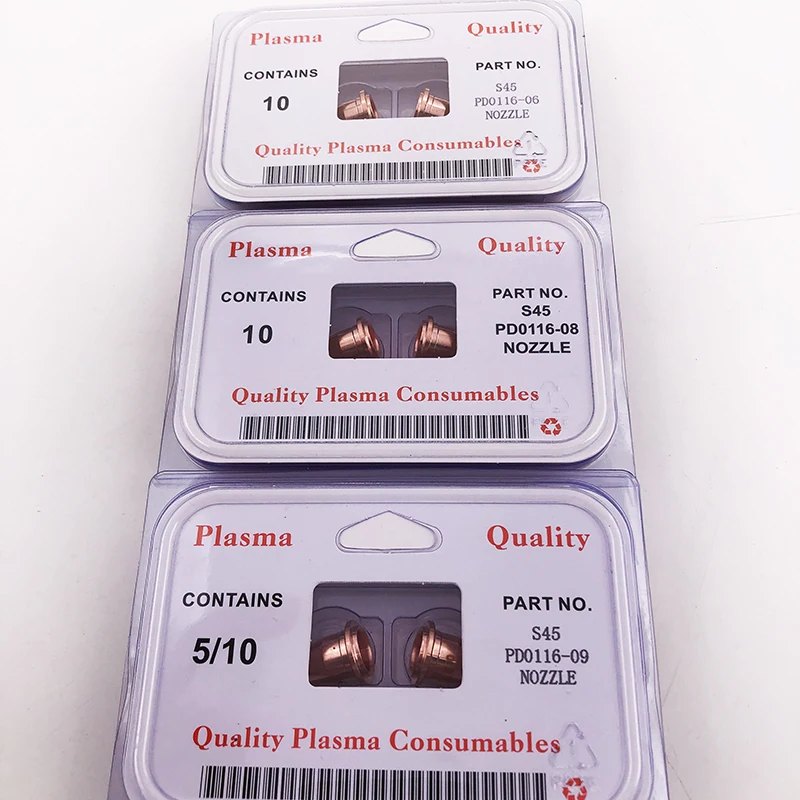 Plasma Quality
CONTAINS PART NO.
10 S45
PD0116-06
NOZZLE
Quality Plasma Consumables
Plasma Quality
CONTAINS PART NO.
10 S45
PD0116-08
NOZZLE
Quality Plasma Consumables
Plasma Quality
CONTAINS PART NO.
5/10 S45
PD0116-09
NOZZLE
Quality Plasma Consumables